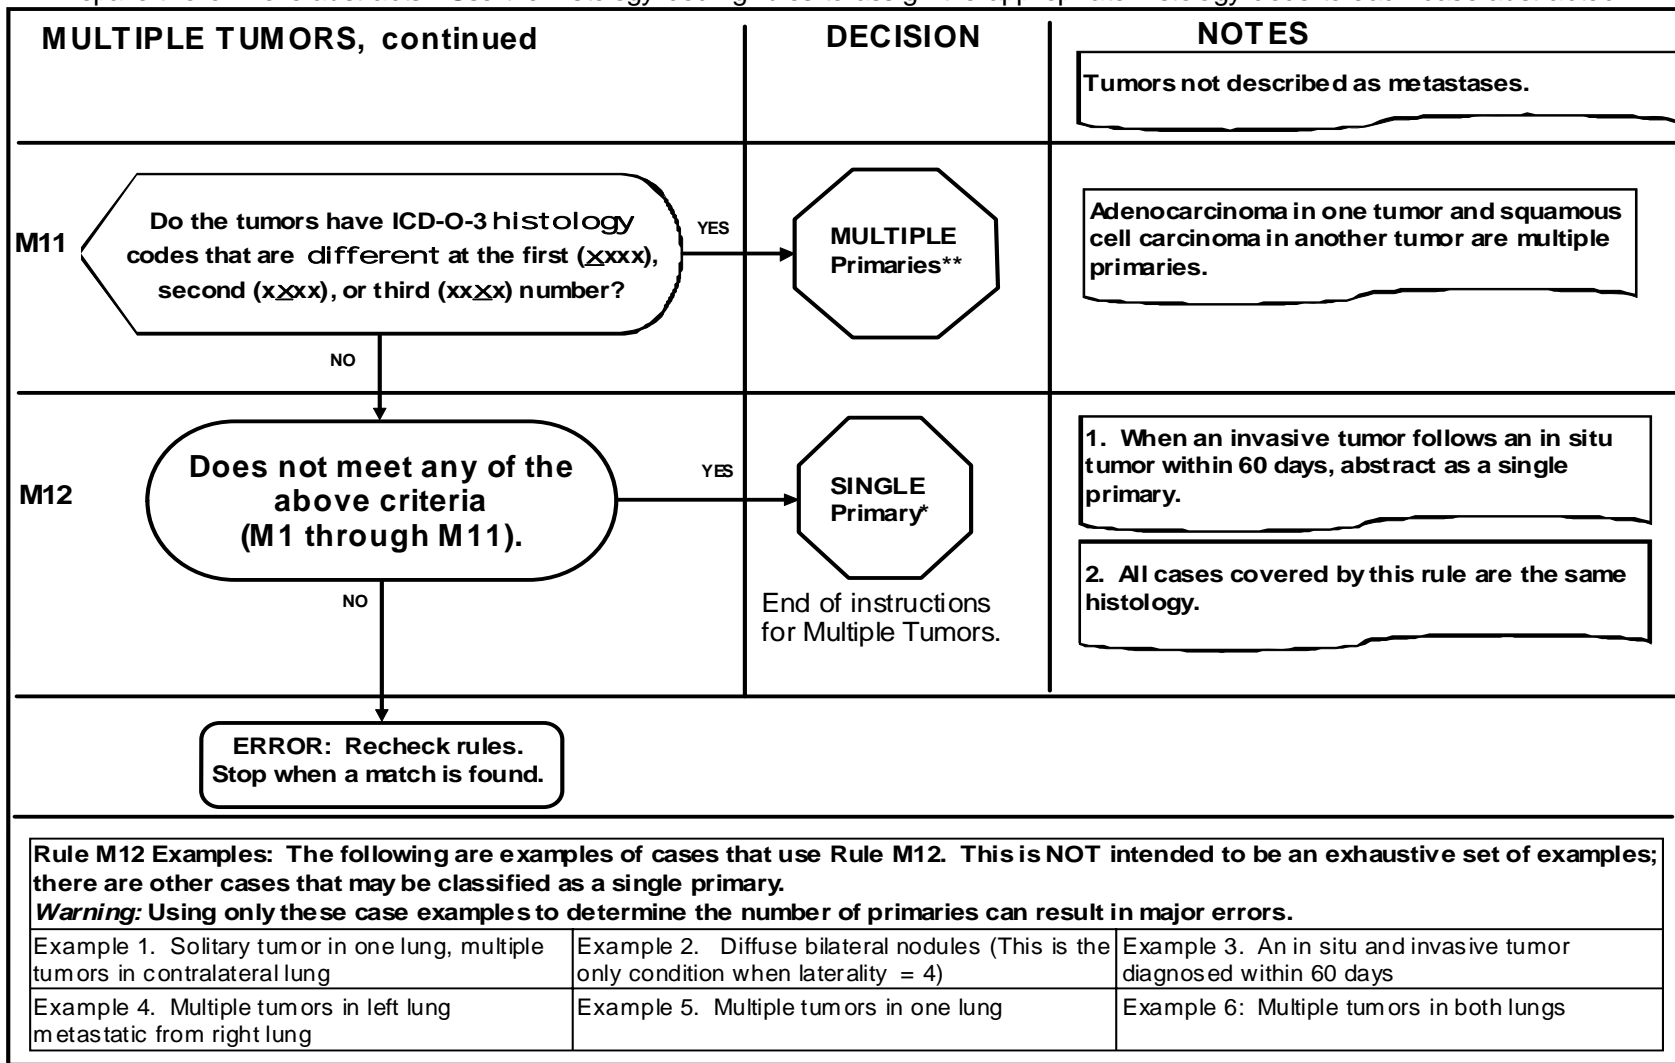 MULTIPLE TUMORS, continued
DECISION
NOTES
Tumors not described as metastases.
M11
Do the tumors have ICD-O-3 histology
codes that are different at the first (xxxx),
second (xxxx), or third (xxxx) number?
YES
MULTIPLE
Primaries**
Adenocarcinoma in one tumor and squamous
cell carcinoma in another tumor are multiple
primaries.
NO
M12
Does not meet any of the
above criteria
(M1 through M11).
YES
SINGLE
Primary*
End of instructions
for Multiple Tumors.
1. When an invasive tumor follows an in situ
tumor within 60 days, abstract as a single
primary.
2. All cases covered by this rule are the same
histology.
NO
ERROR: Recheck rules.
Stop when a match is found.
Rule M12 Examples: The following are examples of cases that use Rule M12. This is NOT intended to be an exhaustive set of examples;
there are other cases that may be classified as a single primary.
Warning: Using only these case examples to determine the number of primaries can result in major errors.
Example 1. Solitary tumor in one lung, multiple
tumors in contralateral lung
Example 2. Diffuse bilateral nodules (This is the
only condition when laterality = 4)
Example 3. An in situ and invasive tumor
diagnosed within 60 days
Example 4. Multiple tumors in left lung
metastatic from right lung
Example 5. Multiple tumors in one lung
Example 6: Multiple tumors in both lungs